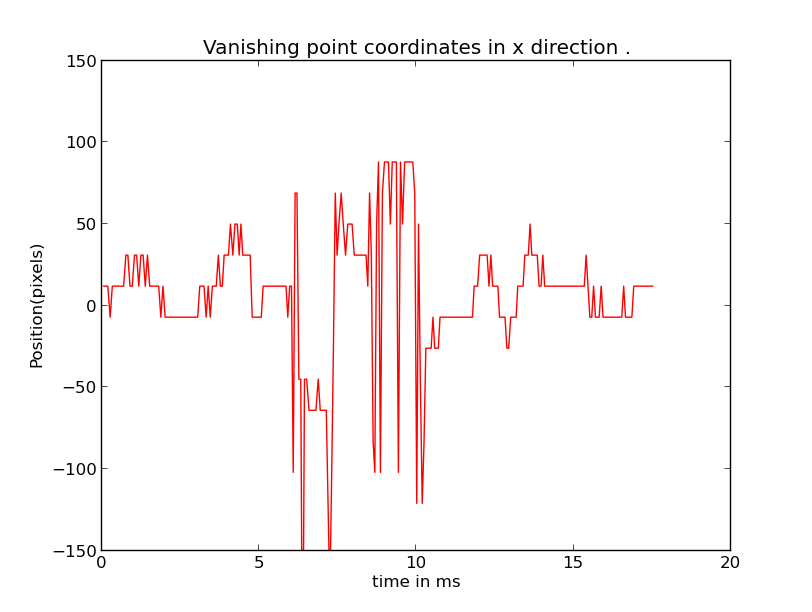 Vanishing point coordinates in x direction .
150
100
50
0
−50
−100
−150
Position(pixels)
0 5 10 15 20
time in ms